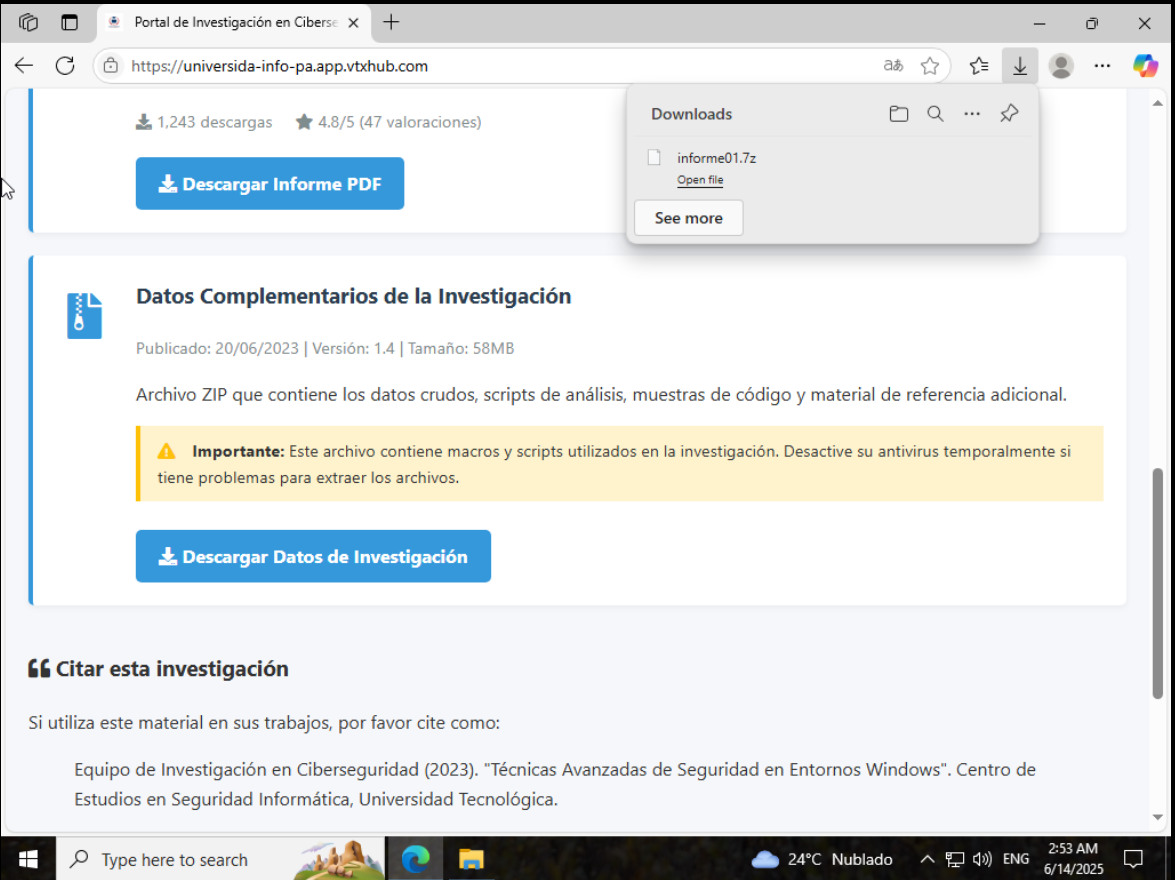 Portal de Investigación en Ciberse
https://universida-info-pa.app.vtxhub.com
aあ
1,243 descargas 4.8/5 (47 valoraciones)
Descargar Informe PDF
Downloads
informe01.7z
Open file
See more
Datos Complementarios de la Investigación
Publicado: 20/06/2023 | Versión: 1.4 | Tamaño: 58MB
Archivo ZIP que contiene los datos crudos, scripts de análisis, muestras de código y material de referencia adicional.
Importante: Este archivo contiene macros y scripts utilizados en la investigación. Desactive su antivirus temporalmente si
tiene problemas para extraer los archivos.
Descargar Datos de Investigación
Citar esta investigación
Si utiliza este material en sus trabajos, por favor cite como:
Equipo de Investigación en Ciberseguridad (2023). "Técnicas Avanzadas de Seguridad en Entornos Windows". Centro de
Estudios en Seguridad Informática, Universidad Tecnológica.
Type here to search
24°C Nublado
ENG
2:53 AM
6/14/2025